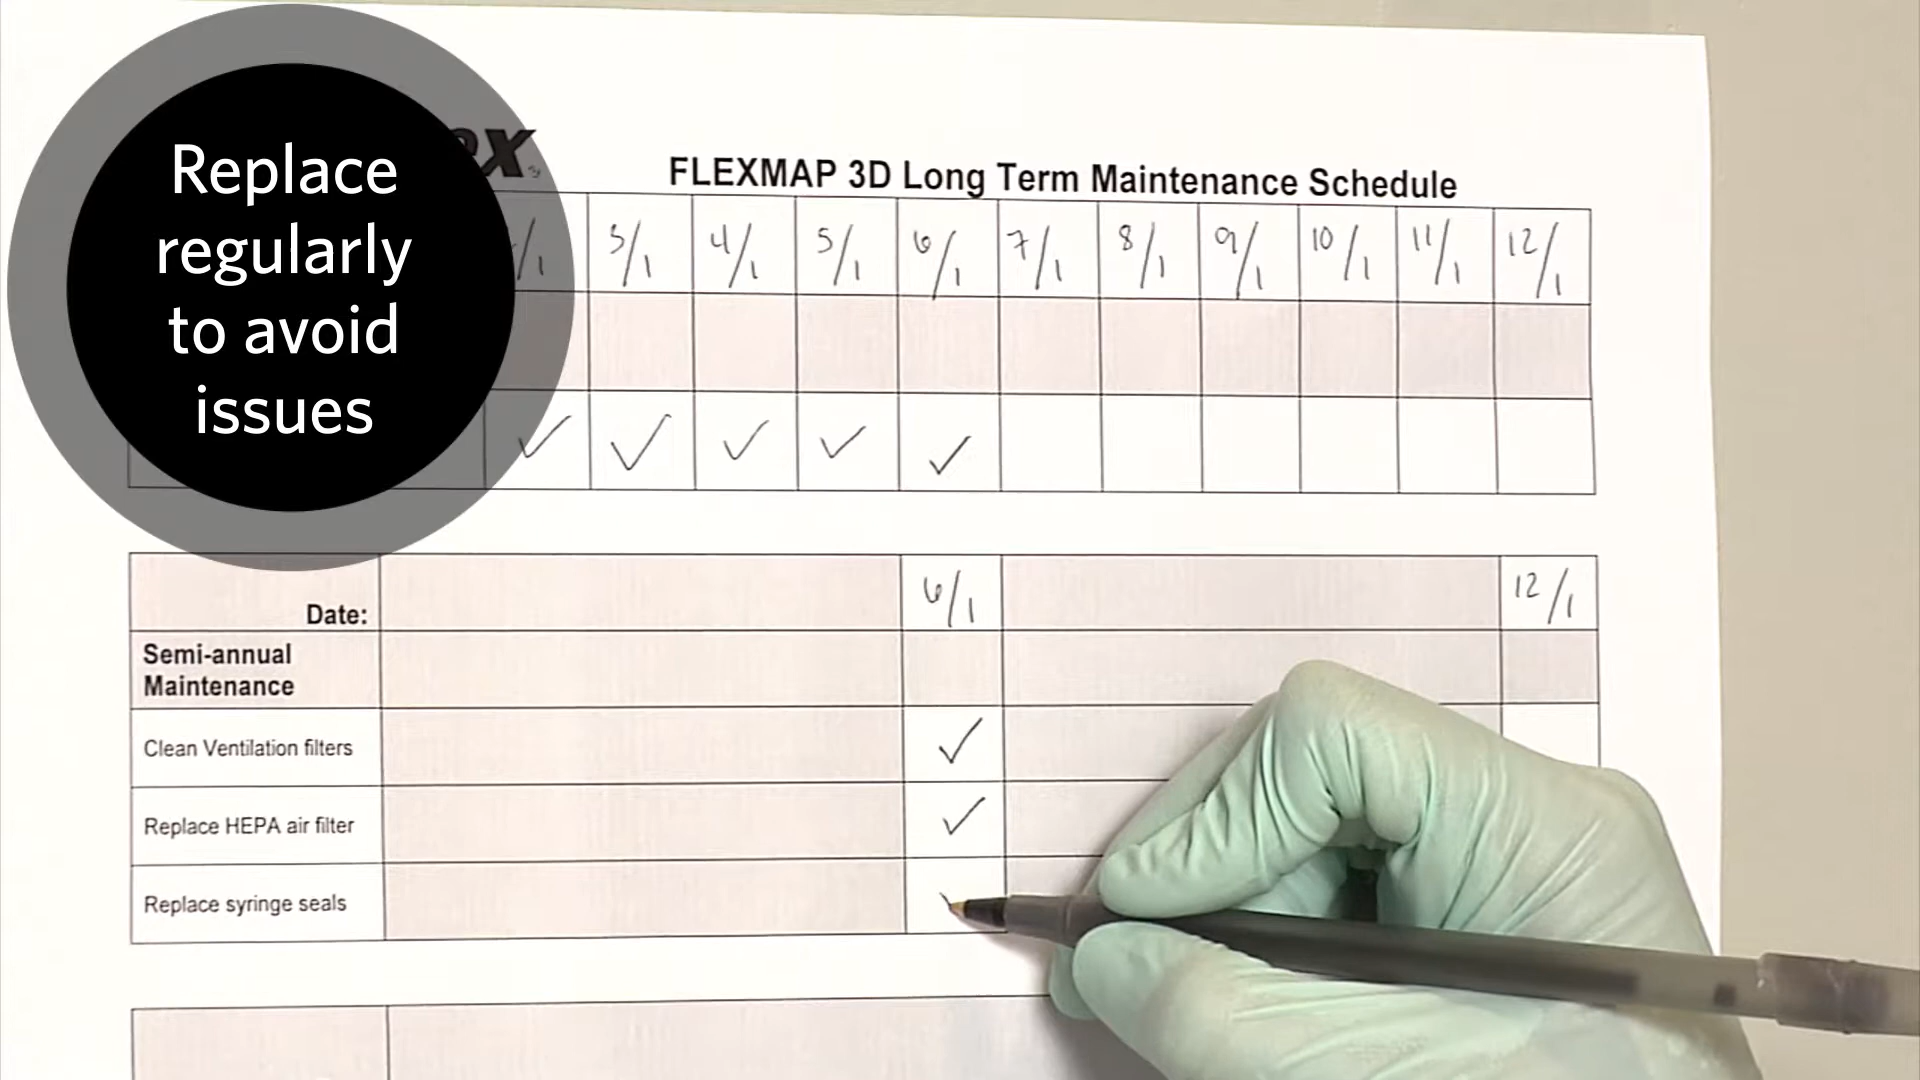 Replace
regularly
to avoid
issues
FLEXMAP 3D Long Term Maintenance Schedule
3/1 4/1 5/1 6/1 7/1 8/1 9/1 10/1 11/1 12/1
Date: 6/1 12/1
Semi-annual
Maintenance
Clean Ventilation filters
Replace HEPA air filter
Replace syringe seals